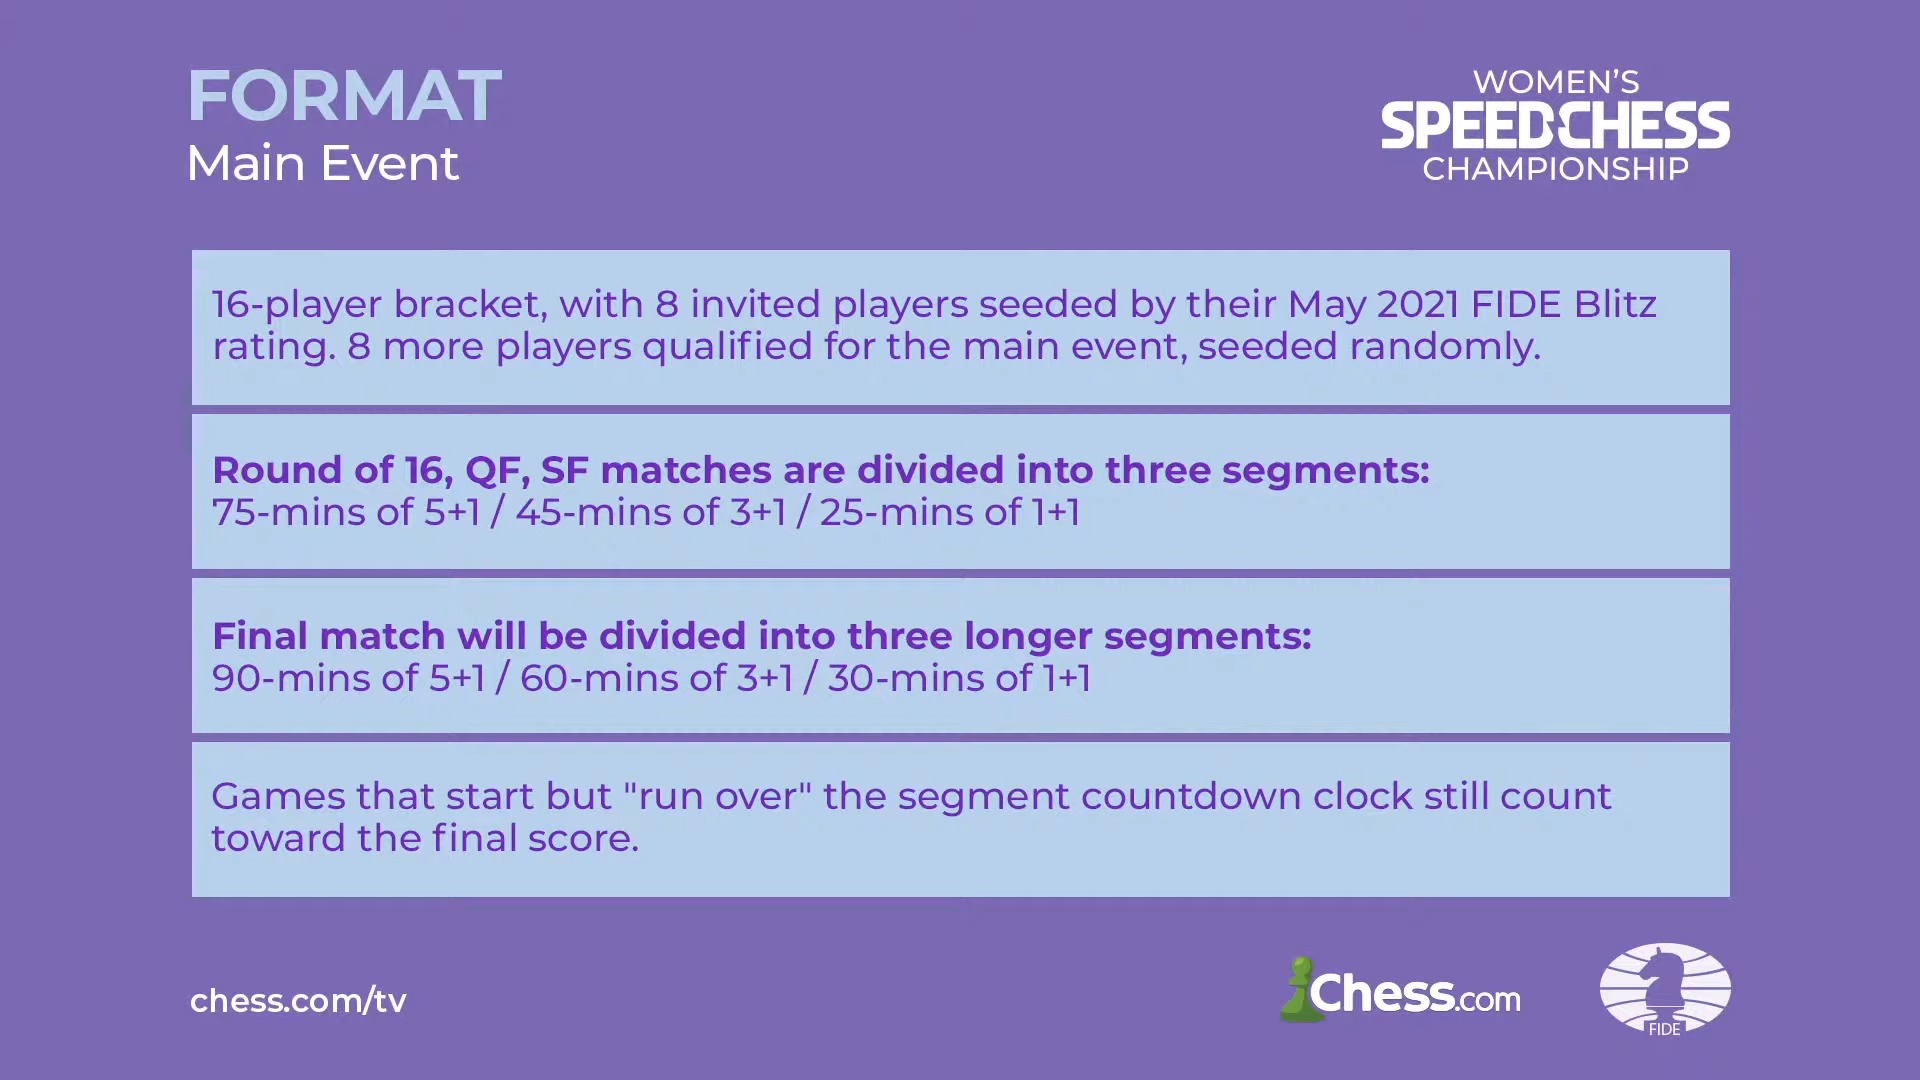 FORMAT
Main Event
WOMEN'S
SPEEDCHESS
CHAMPIONSHIP
16-player bracket, with 8 invited players seeded by their May 2021 FIDE Blitz
rating. 8 more players qualified for the main event, seeded randomly.
Round of 16, QF, SF matches are divided into three segments:
75-mins of 5+1 / 45-mins of 3+1 / 25-mins of 1+1
Final match will be divided into three longer segments:
90-mins of 5+1 / 60-mins of 3+1 / 30-mins of 1+1
Games that start but "run over" the segment countdown clock still count
toward the final score.
chess.com/tv
Chess.com
FIDE